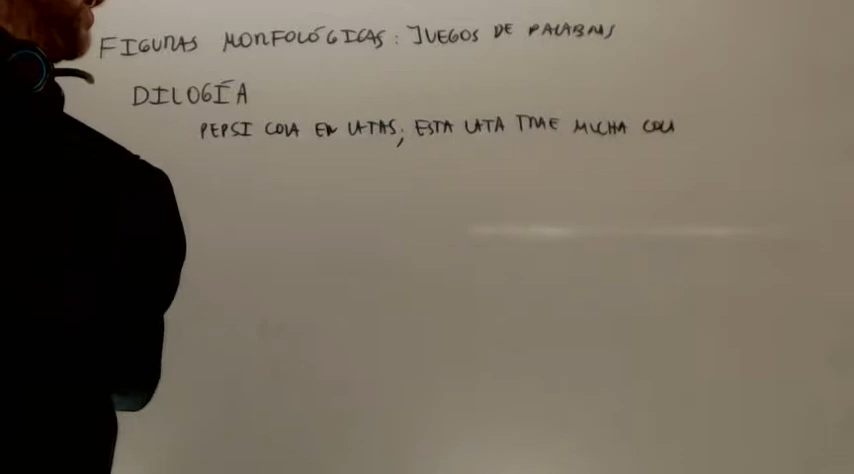 FIGURAS MORFOLÓGICAS: JUEGOS DE PALABRAS
DILOGÍA
PEPSI COLA EN LATAS; ESTA LATA TRAE MUCHA COLA